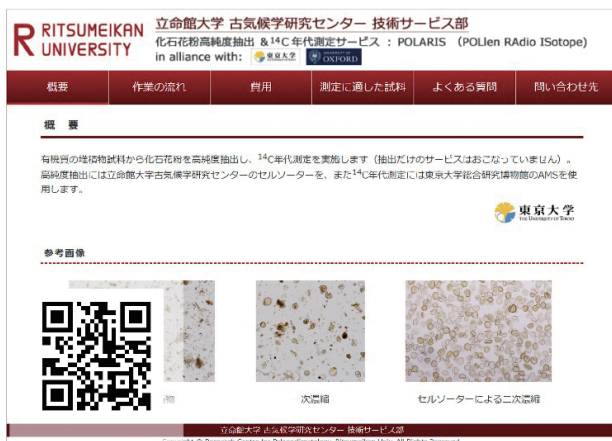 RITSUMEIKAN
UNIVERSITY
立命館大学 古気候学研究センター 技術サービス部
化石花粉高純度抽出 ＆14C年代測定サービス : POLARIS （POLlen RAdio ISotope)
in alliance with: 東京大学 OXFORD
概要 作業の流れ 費用 測定に適した試料 よくある質問 問い合わせ先
概 要
有機質の堆積物試料から化石花粉を高純度抽出し、14C年代測定を実施します（抽出だけのサービスはおこなっていません）。
高純度抽出には立命館大学古気候学研究センターのセルソーターを、また14C年代測定には東京大学総合研究博物館のAMSを使
用します。
東京大学
THE UNIVERSITY OF TOKYO
参考画像
物 一次濃縮 セルソーターによる二次濃縮
立命館大学 古気候学研究センター 技術サービス部